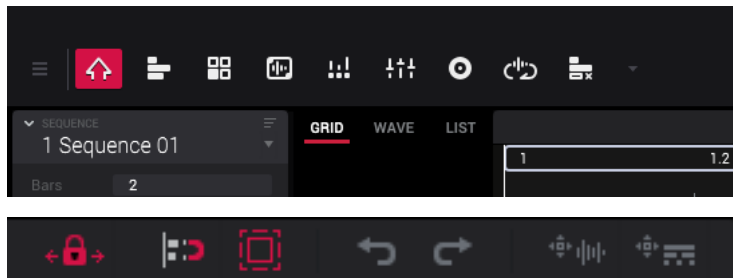 SEQUENCE
1 Sequence 01
GRID WAVE LIST
1 1.2
Bars 2